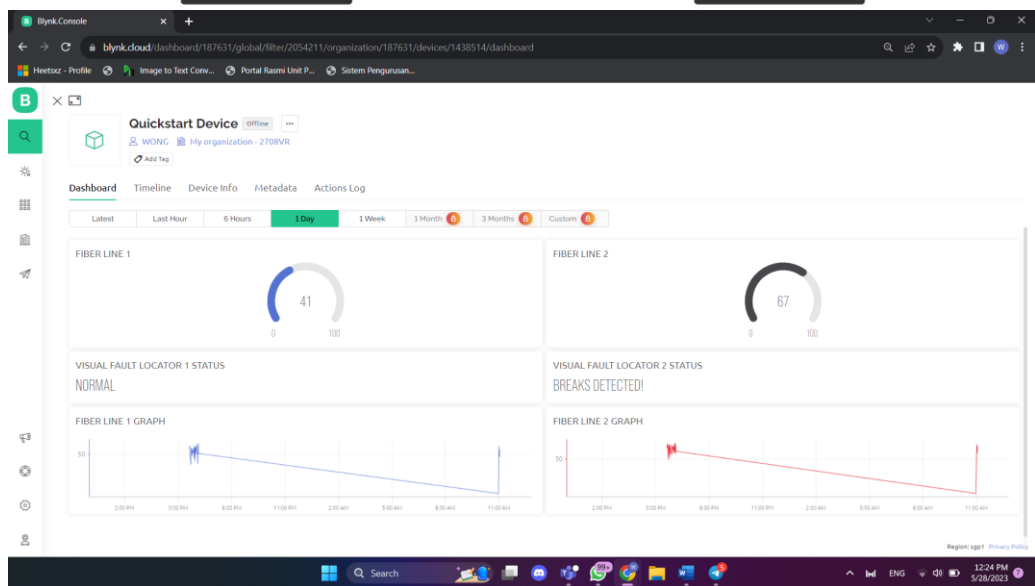 Blynk.Console
blynk.cloud/dashboard/187631/global/filter/2054211/organization/187631/devices/1438514/dashboard
Heetsxz - Profile
Image to Text Conv...
Portal Rasmi Unit P...
Sistem Pengurusan...
W
B
Quickstart Device
Offline
WONG
My organization - 2708VR
Add Tag
Dashboard
Timeline
Device Info
Metadata
Actions Log
Latest
Last Hour
6 Hours
1 Day
1 Week
1 Month
3 Months
Custom
FIBER LINE 1
41
0
100
FIBER LINE 2
67
0
100
VISUAL FAULT LOCATOR 1 STATUS
NORMAL
VISUAL FAULT LOCATOR 2 STATUS
BREAKS DETECTED!
FIBER LINE 1 GRAPH
50
2:00 PM
5:00 PM
8:00 PM
11:00 PM
2:00 AM
5:00 AM
8:00 AM
11:00 AM
FIBER LINE 2 GRAPH
50
2:00 PM
5:00 PM
8:00 PM
11:00 PM
2:00 AM
5:00 AM
8:00 AM
11:00 AM
Region: sgp1 Privacy Policy
Search
99+
ENG
12:24 PM
5/28/2023